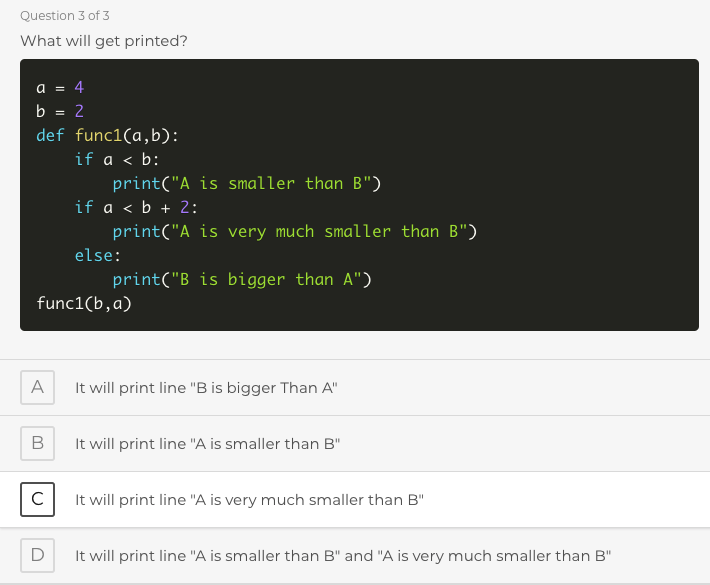 Question 3 of 3
What will get printed?
a = 4
b = 2
def func1(a,b):
    if a < b:
        print("A is smaller than B")
    if a < b + 2:
        print("A is very much smaller than B")
    else:
        print("B is bigger than A")
func1(b,a)
A It will print line "B is bigger Than A"
B It will print line "A is smaller than B"
C It will print line "A is very much smaller than B"
D It will print line "A is smaller than B" and "A is very much smaller than B"